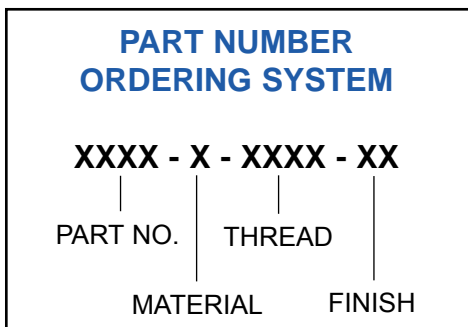 PART NUMBER
ORDERING SYSTEM
XXXX - X - XXXX - XX
PART NO.
THREAD
MATERIAL
FINISH